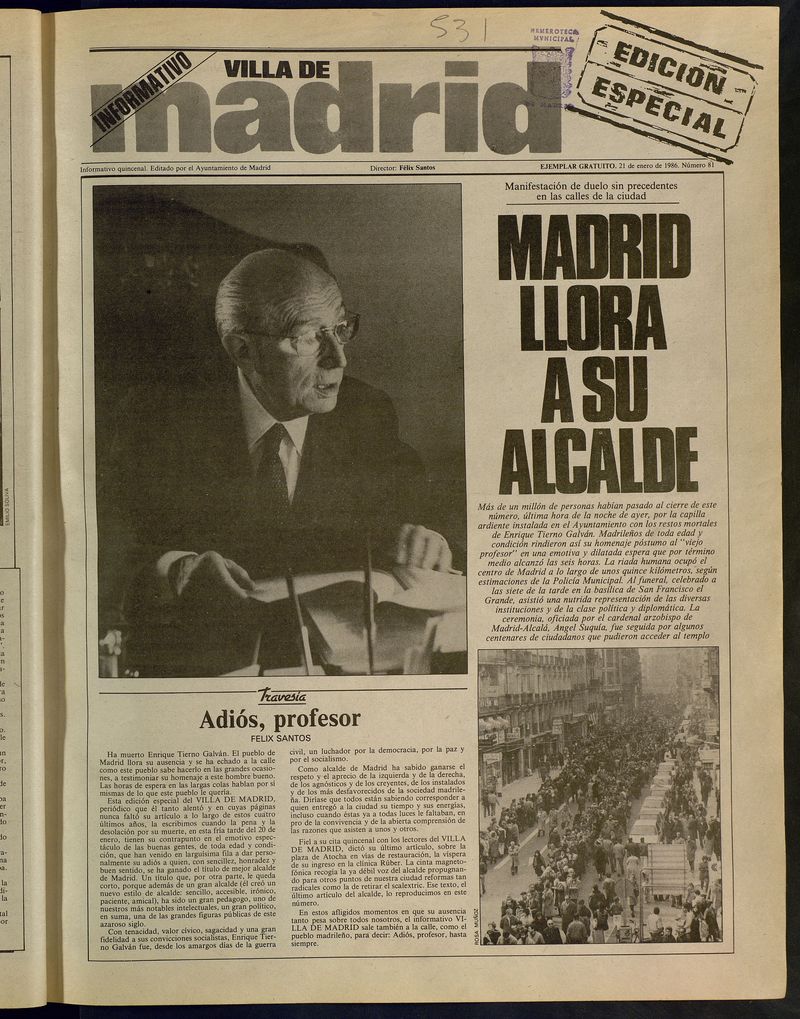 531
HEMEROTECA
MUNICIPAL
DE MADRID
EDICION
ESPECIAL
INFORMATIVO
VILLA DE
madrid
Informativo quincenal. Editado por el Ayuntamiento de Madrid
Director: Félix Santos
EJEMPLAR GRATUITO. 21 de enero de 1986. Número 81
Manifestación de duelo sin precedentes
en las calles de la ciudad
MADRID
LLORA
A SU
ALCALDE
Más de un millón de personas habían pasado al cierre de este
número, última hora de la noche de ayer, por la capilla
ardiente instalada en el Ayuntamiento con los restos mortales
de Enrique Tierno Galván. Madrileños de toda edad y
condición rindieron así su homenaje póstumo al "viejo
profesor" en una emotiva y dilatada espera que por término
medio alcanzó las seis horas. La riada humana ocupó el
centro de Madrid a lo largo de unos quince kilómetros, según
estimaciones de la Policía Municipal. Al funeral, celebrado a
las siete de la tarde en la basílica de San Francisco el
Grande, asistió una nutrida representación de las diversas
instituciones y de la clase política y diplomática. La
ceremonia, oficiada por el cardenal arzobispo de
Madrid-Alcalá, Angel Suquía, fue seguida por algunos
centenares de ciudadanos que pudieron acceder al templo
EMILIO SOLIVA
Travesía
Adiós, profesor
FELIX SANTOS
Ha muerto Enrique Tierno Galván. El pueblo de
Madrid llora su ausencia y se ha echado a la calle
como este pueblo sabe hacerlo en las grandes ocasio-
nes, a testimoniar su homenaje a este hombre bueno.
Las horas de espera en las largas colas hablan por sí
mismas de lo que este pueblo le quería.
Esta edición especial del VILLA DE MADRID,
periódico que él tanto alentó y en cuyas páginas
nunca faltó su artículo a lo largo de estos cuatro
últimos años, la escribimos cuando la pena y la
desolación por su muerte, en esta fría tarde del 20 de
enero, tienen su contrapunto en el emotivo espec-
táculo de las buenas gentes, de toda edad y condi-
ción, que han venido en larguísima fila a dar perso-
nalmente su adiós a quien, con sencillez, honradez y
buen sentido, se ha ganado el título de mejor alcalde
de Madrid. Un título que, por otra parte, le queda
corto, porque además de un gran alcalde (él creó un
nuevo estilo de alcalde: sencillo, accesible, irónico,
paciente, amical), ha sido un gran pedagogo, uno de
nuestros más notables intelectuales, un gran político,
en suma, una de las grandes figuras públicas de este
azaroso siglo.
Con tenacidad, valor cívico, sagacidad y una gran
fidelidad a sus convicciones socialistas, Enrique Tier-
no Galván fue, desde los amargos días de la guerra
civil, un luchador por la democracia, por la paz y
por el socialismo.
Como alcalde de Madrid ha sabido ganarse el
respeto y el aprecio de la izquierda y de la derecha,
de los agnósticos y de los creyentes, de los instalados
y de los más desfavorecidos de la sociedad madrile-
ña. Diríase que todos están sabiendo corresponder a
quien entregó a la ciudad su tiempo y sus energías,
incluso cuando éstas ya a todas luces le faltaban, en
pro de la convivencia y de la abierta comprensión de
las razones que asisten a unos y otros.
Fiel a su cita quincenal con los lectores del VILLA
DE MADRID, dictó su último artículo, sobre la
plaza de Atocha en vías de restauración, la víspera
de su ingreso en la clínica Rúber. La cinta magneto-
fónica recogía la ya débil voz del alcalde propugnan-
do para otros puntos de nuestra ciudad reformas tan
radicales como la de retirar el scalextric. Ese texto, el
último artículo del alcalde, lo reproducimos en este
número.
En estos afligidos momentos en que su ausencia
tanto pesa sobre todos nosotros, el informativo VI-
LLA DE MADRID sale también a la calle, como el
pueblo madrileño, para decir: Adiós, profesor, hasta
siempre.
ROSA MUÑOZ